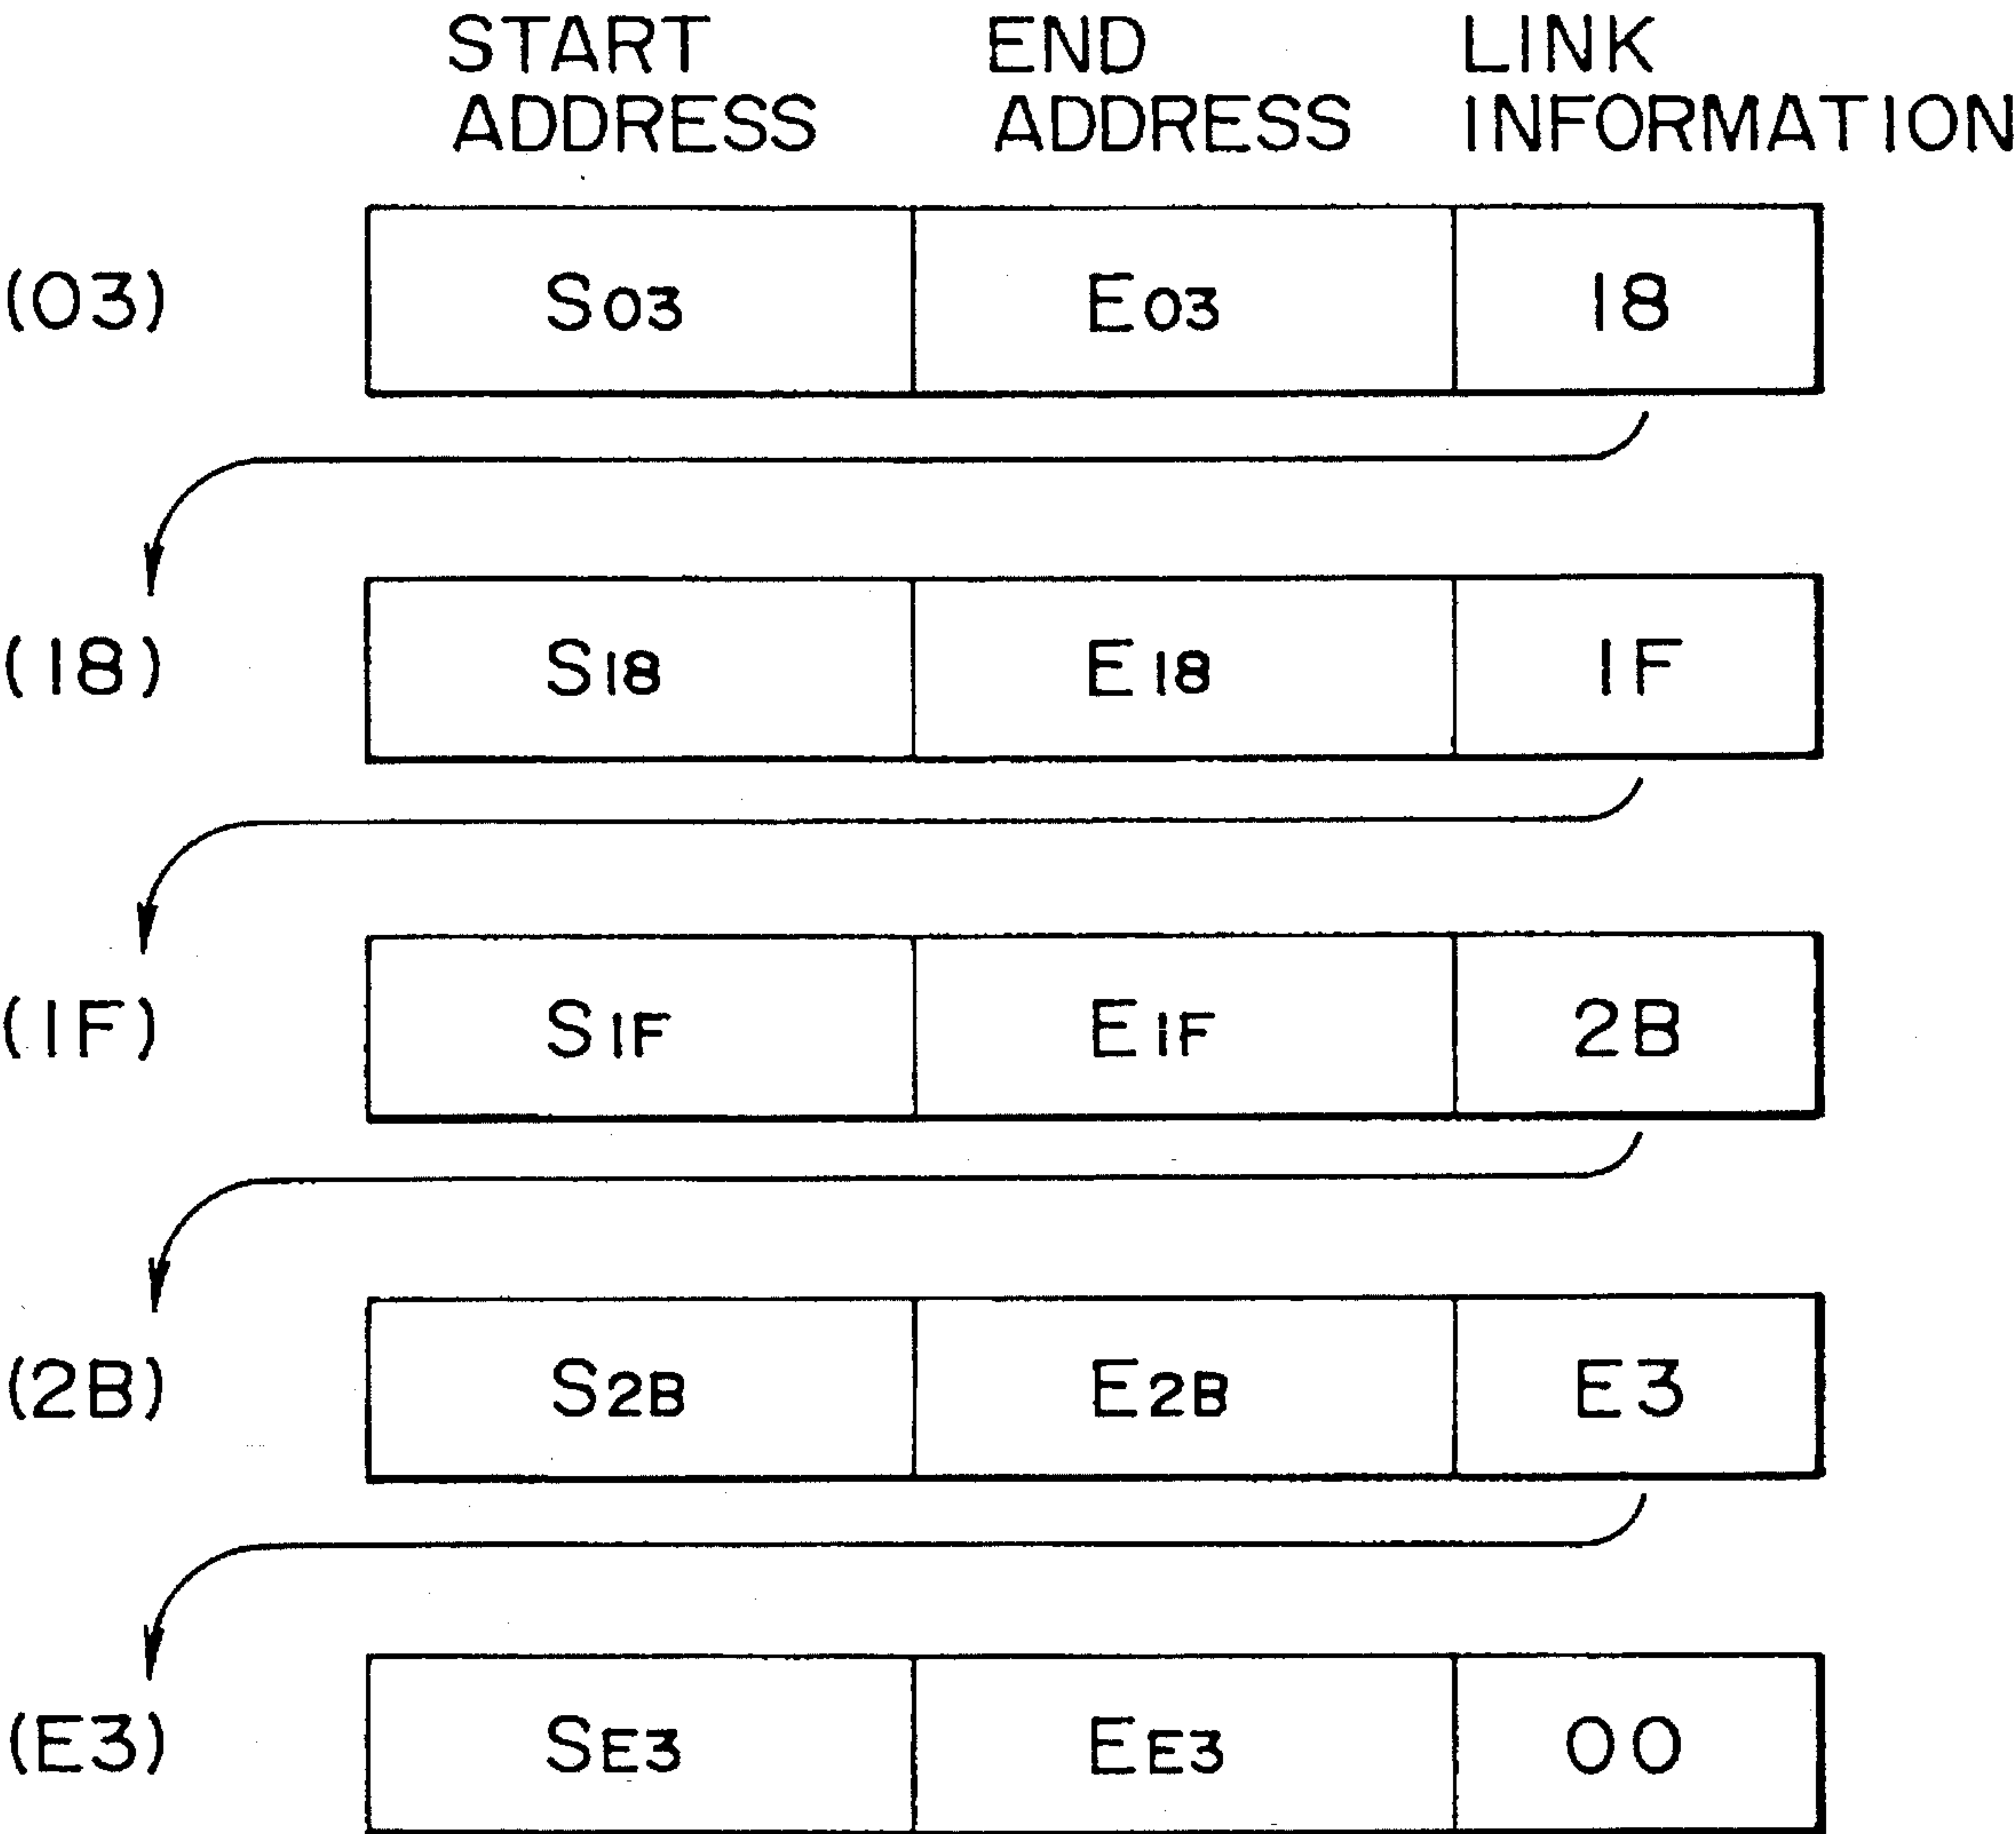 START ADDRESS END ADDRESS LINK INFORMATION
(03) S03 E03 18
(18) S18 E18 1F
(1F) S1F E1F 2B
(2B) S2B E2B E3
(E3) SE3 EE3 00